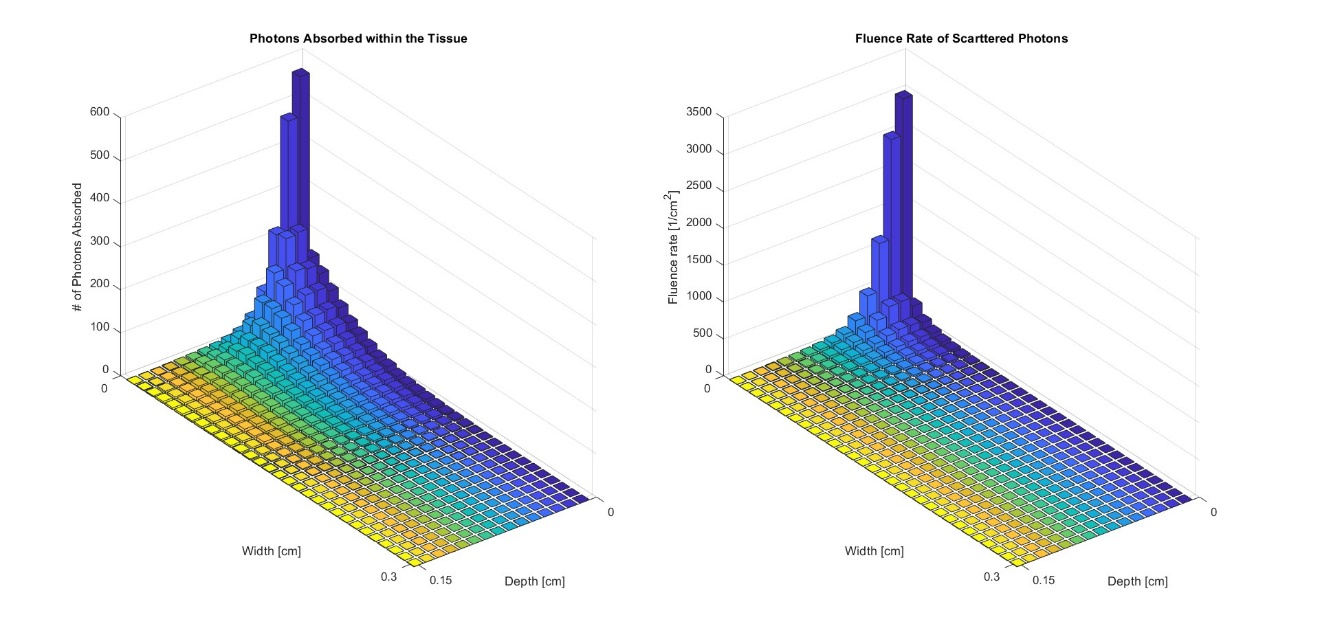 Photons Absorbed within the Tissue
600
500
400
300
200
100
0
# of Photons Absorbed
0
Width [cm]
0.3
0.15
Depth [cm]
0
Fluence Rate of Scarttered Photons
3500
3000
2500
2000
1500
1000
500
0
Fluence rate [1/cm²]
0
Width [cm]
0.3
0.15
Depth [cm]
0